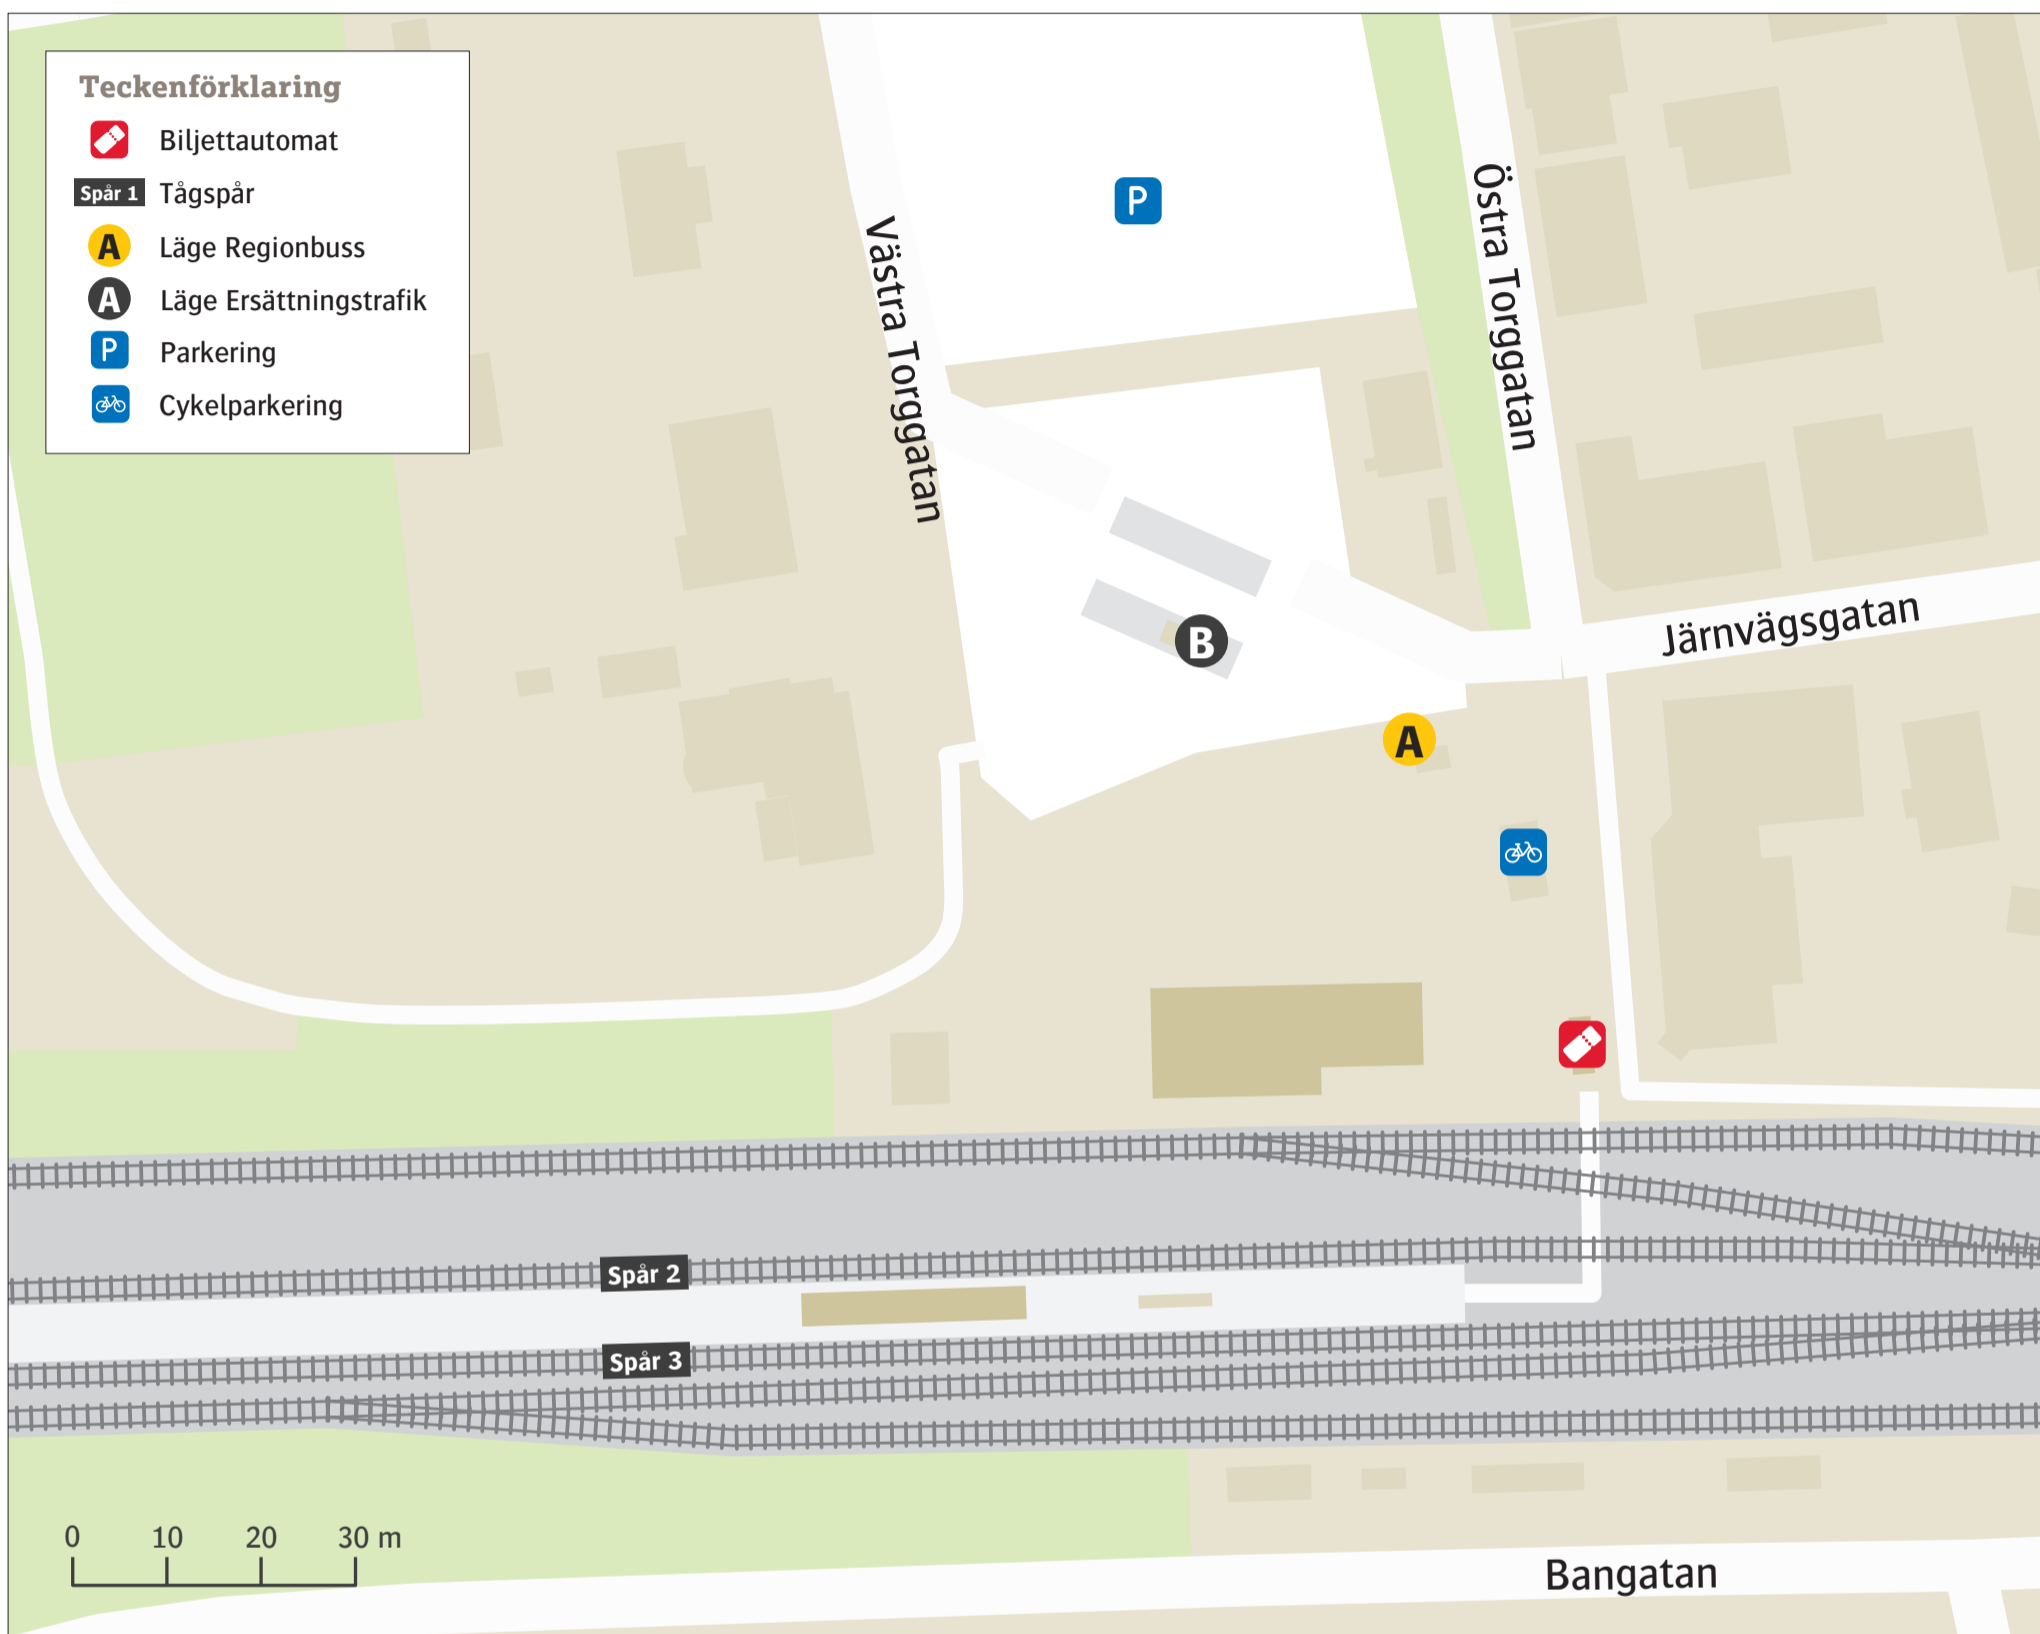 Teckenförklaring
Biljettautomat
Spår 1 Tågspår
A Läge Regionbuss
A Läge Ersättningstrafik
P Parkering
Cykelparkering
P
Västra Torggatan
Östra Torggatan
Järnvägsgatan
B
A
Spår 2
Spår 3
0 10 20 30 m
Bangatan